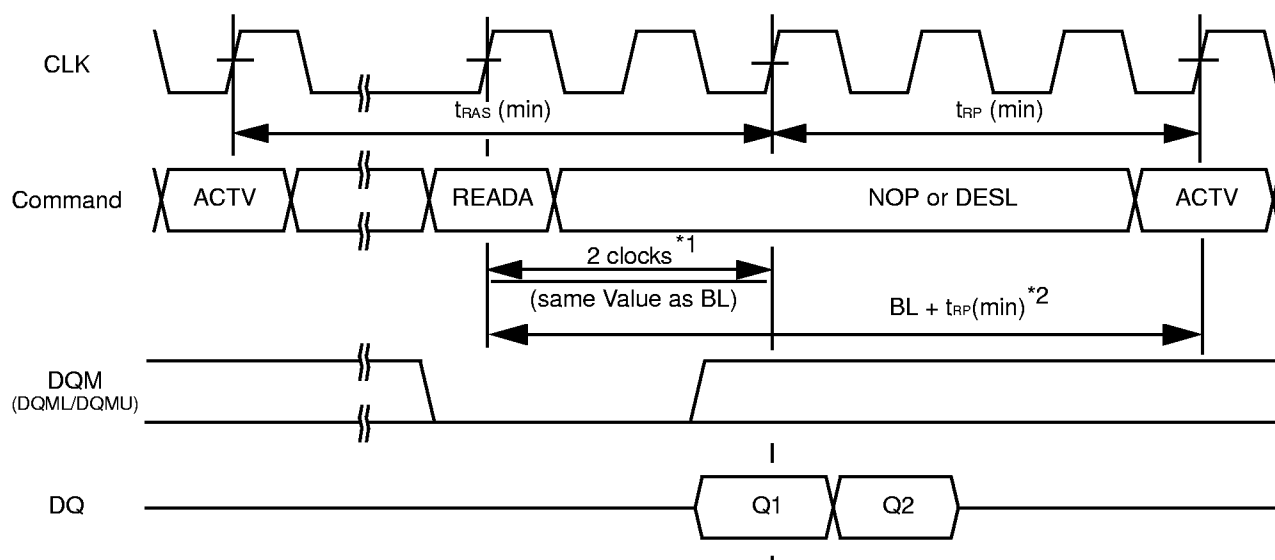 CLK
tRAS (min)
tRP (min)
Command
ACTV
READA
NOP or DESL
ACTV
2 clocks*1
(same Value as BL)
BL + tRP(min)*2
DQM
(DQML/DQMU)
DQ
Q1
Q2